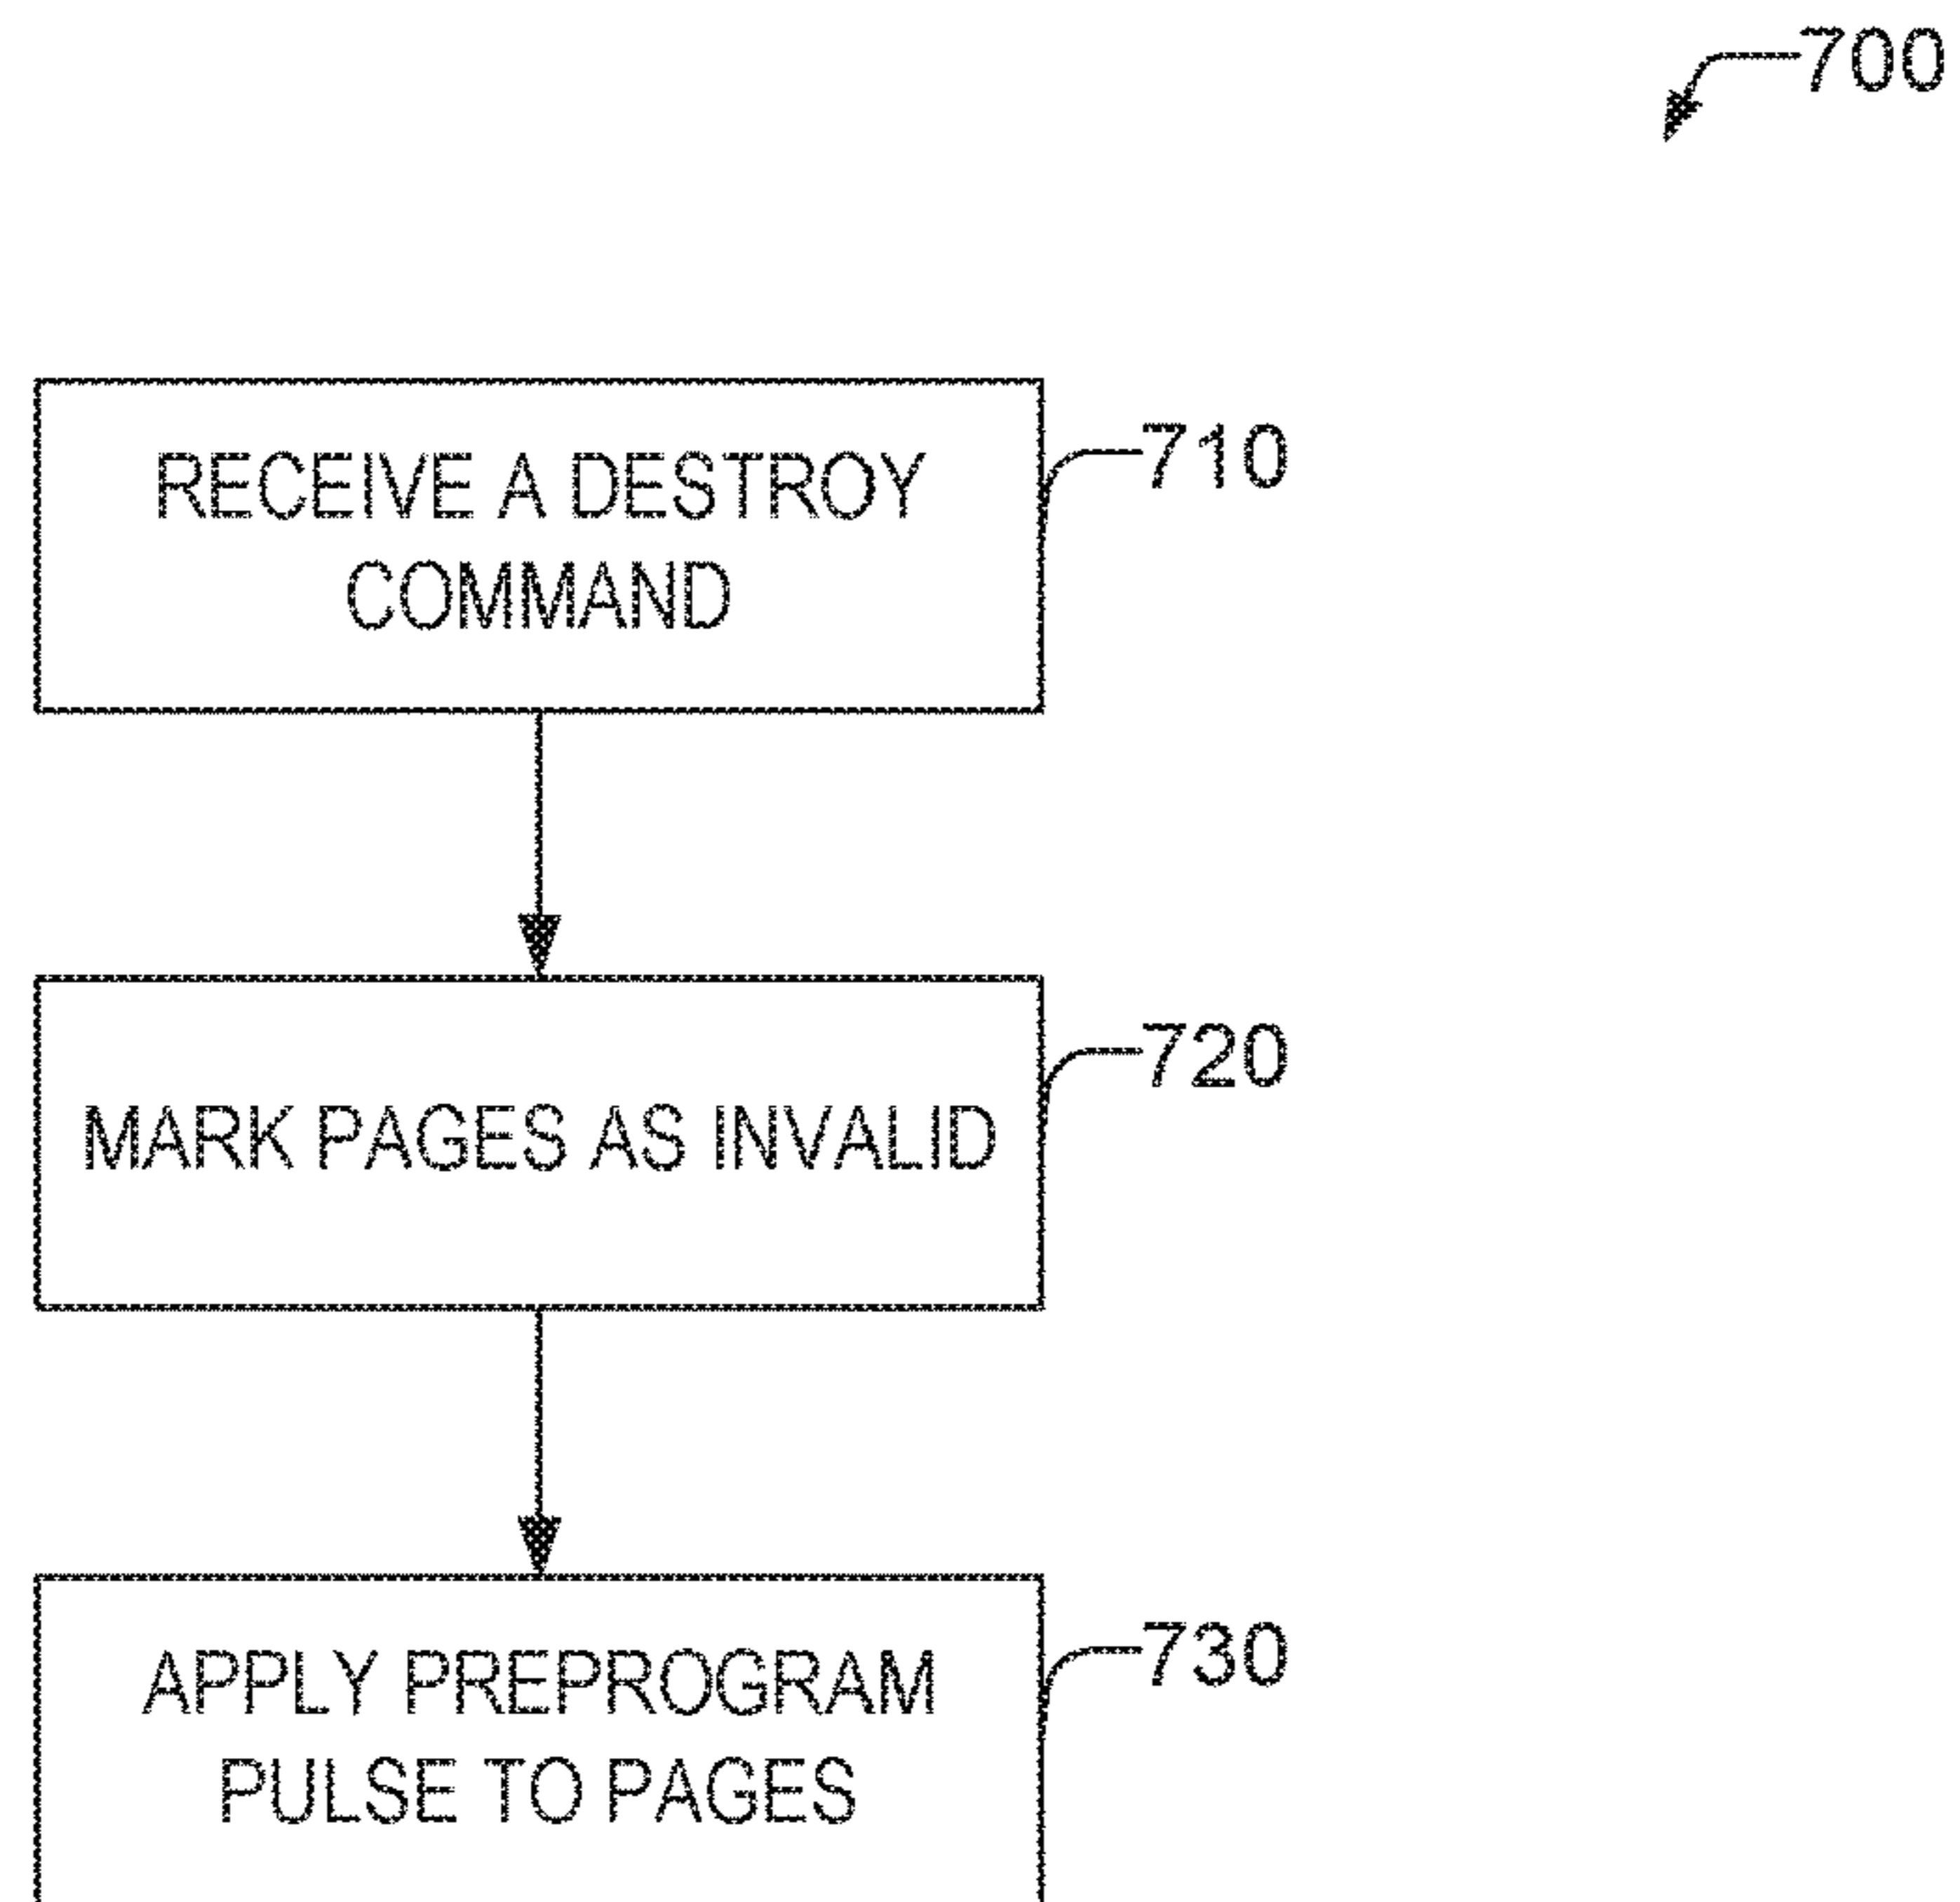 700
RECEIVE A DESTROY
COMMAND
710
MARK PAGES AS INVALID
720
APPLY PREPROGRAM
PULSE TO PAGES
730